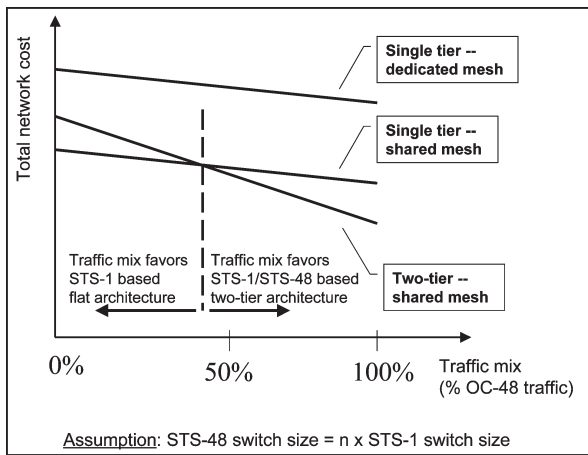 Total network cost
Single tier --
dedicated mesh
Single tier --
shared mesh
Two-tier --
shared mesh
Traffic mix favors
STS-1 based
flat architecture
Traffic mix favors
STS-1/STS-48 based
two-tier architecture
0%
50%
100%
Traffic mix
(% OC-48 traffic)
Assumption: STS-48 switch size = n x STS-1 switch size